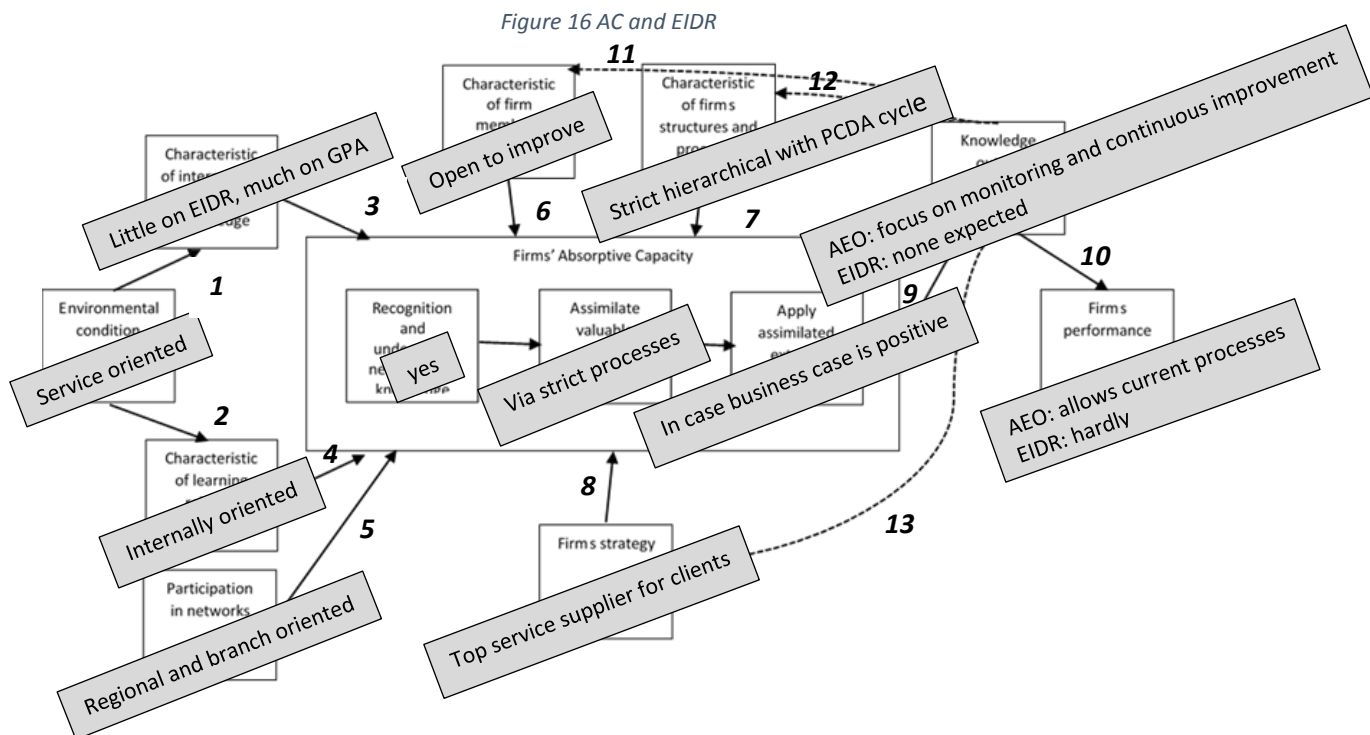 Figure 16 AC and EIDR
11
12
Characteristic
of firm
Open to improve
Characteristic
of firms
structures and
Strict hierarchical with PCDA cycle
Knowledge
AEO: focus on monitoring and continuous improvement
EIDR: none expected
Characteristic
of
Little on EIDR, much on GPA
3
6
7
1
Firms' Absorptive Capacity
Environmental
condition
Service oriented
Recognition
and
yes
Assimilate
Via strict processes
Apply
assimilated
In case business case is positive
9
10
Firms
performance
AEO: allows current processes
EIDR: hardly
2
Characteristic
of learning
Internally oriented
4
5
Participation
in networks
Regional and branch oriented
8
Firms strategy
Top service supplier for clients
13